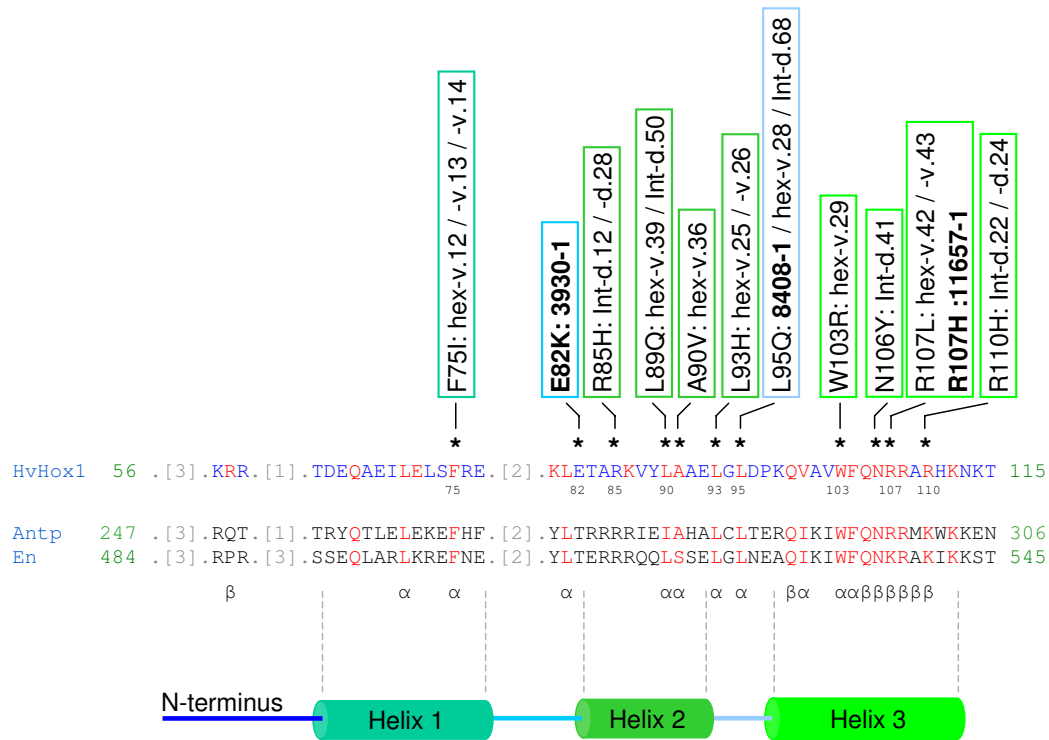 F75I: hex-v.12 / -v.13 / -v.14
E82K: 3930-1
R85H: Int-d.12 / -d.28
L89Q: hex-v.39 / Int-d.50
A90V: hex-v.36
L93H: hex-v.25 / -v.26
L95Q: 8408-1 / hex-v.28 / Int-d.68
W103R: hex-v.29
N106Y: Int-d.41
R107L: hex-v.42 / -v.43
R107H :11657-1
R110H: Int-d.22 / -d.24
* * * * * * * * * * *
HvHox1 56 .[3].KRR.[1].TDEQAEILELSFRE.[2].KLETARKVYLAAELGLDPKQVAVWFQNRRARHKNKT 115
75 82 85 90 93 95 103 107 110
Antp 247 .[3].RQT.[1].TRYQTLELEKEFHF.[2].YLTRRRRIEIAHALCLTERQIKIWFQNRRMKWKKEN 306
En 484 .[3].RPR.[1].SSEQLARLKREFNE.[2].YLTERRRQQLSSELGLNEAQIKIWFQNKRAKIKKST 545
β α α α αα α α βα ααββββββ
N-terminus Helix 1 Helix 2 Helix 3